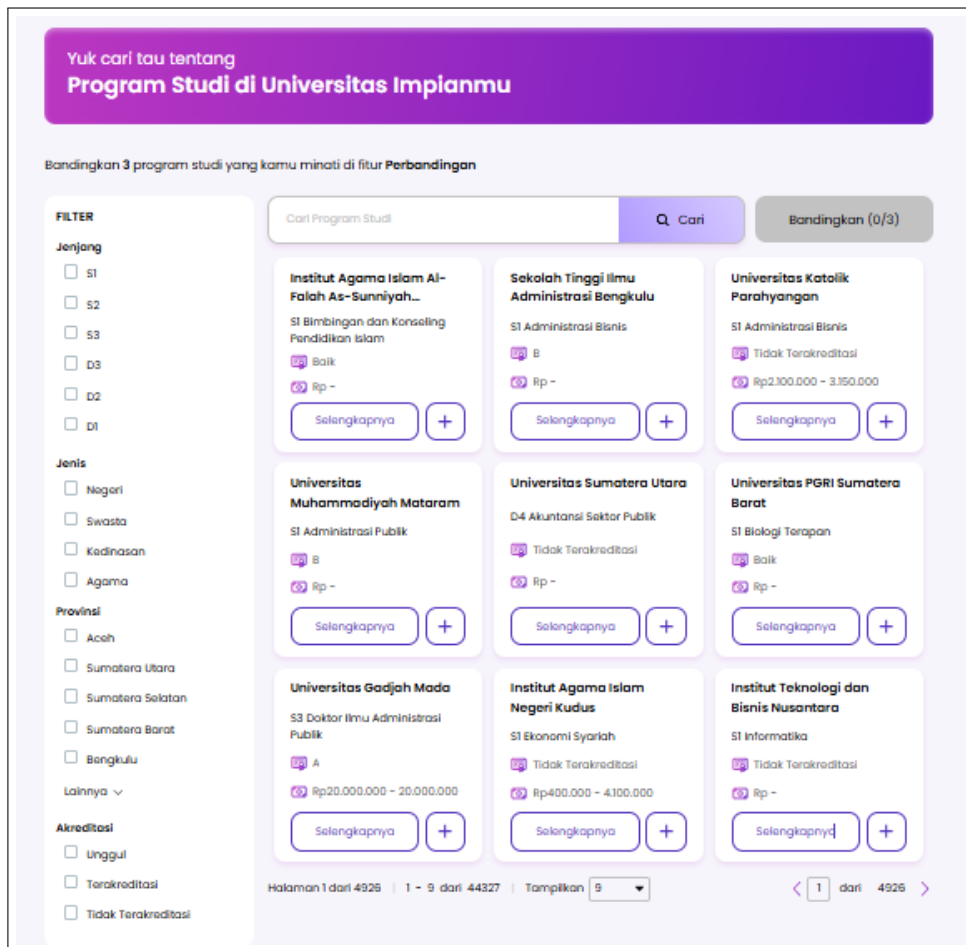 Yuk cari tau tentang
Program Studi di Universitas Impianmu
Bandingkan 3 program studi yang kamu minati di fitur Perbandingan
FILTER
Jenjang
S1
S2
S3
D3
D2
D1
Jenis
Negeri
Swasta
Kedinasan
Agama
Provinsi
Aceh
Sumatera Utara
Sumatera Selatan
Sumatera Barat
Bengkulu
Lainnya
Akreditasi
Unggul
Terakreditasi
Tidak Terakreditasi
Cari Program Studi
Cari
Bandingkan (0/3)
Institut Agama Islam Al-
Falah As-Sunniyah...
S1 Bimbingan dan Konseling
Pendidikan Islam
Baik
Rp -
Selengkapnya
+
Sekolah Tinggi Ilmu
Administrasi Bengkulu
S1 Administrasi Bisnis
B
Rp -
Selengkapnya
+
Universitas Katolik
Parahyangan
S1 Administrasi Bisnis
Tidak Terakreditasi
Rp2.100.000 - 3.150.000
Selengkapnya
+
Universitas
Muhammadiyah Mataram
S1 Administrasi Publik
B
Rp -
Selengkapnya
+
Universitas Sumatera Utara
D4 Akuntansi Sektor Publik
Tidak Terakreditasi
Rp -
Selengkapnya
+
Universitas PGRI Sumatera
Barat
S1 Biologi Terapan
Baik
Rp -
Selengkapnya
+
Universitas Gadjah Mada
S3 Doktor Ilmu Administrasi
Publik
A
Rp20.000.000 - 20.000.000
Selengkapnya
+
Institut Agama Islam
Negeri Kudus
S1 Ekonomi Syariah
Tidak Terakreditasi
Rp400.000 - 4.100.000
Selengkapnya
+
Institut Teknologi dan
Bisnis Nusantara
S1 Informatika
Tidak Terakreditasi
Rp -
Selengkapnya
+
Halaman 1 dari 4926 | 1 - 9 dari 44327 | Tampilkan 9
1 dari 4926